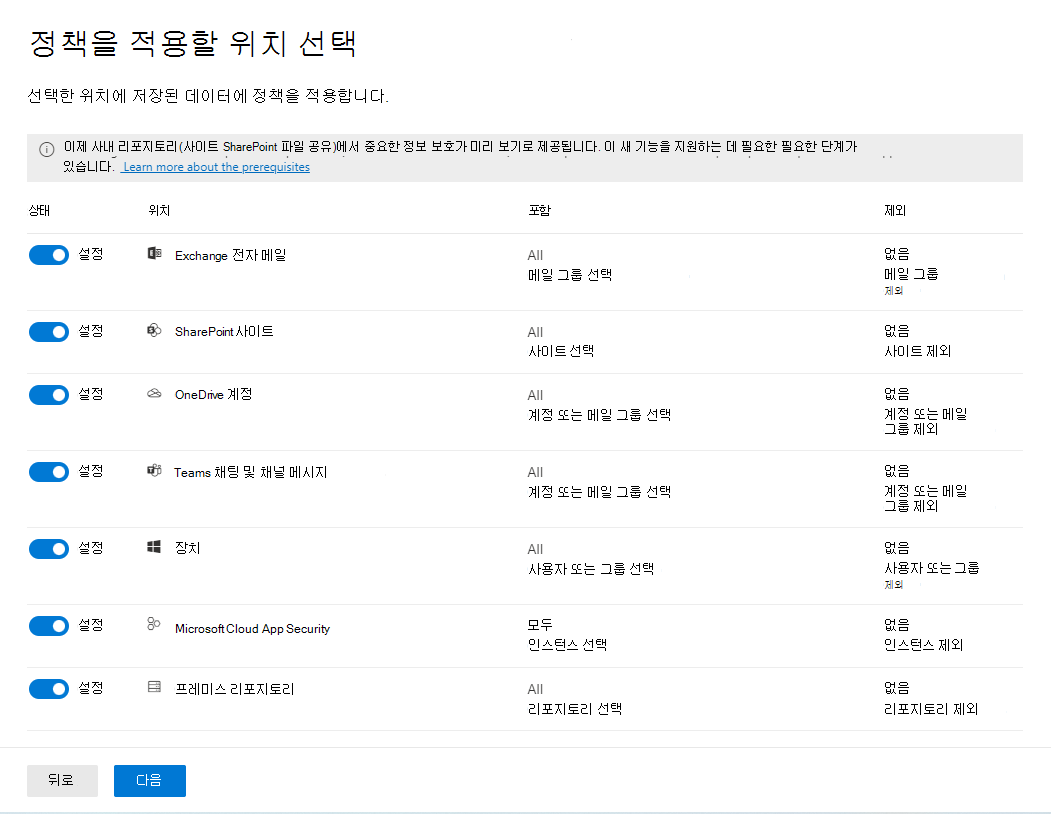 정책을 적용할 위치 선택
선택한 위치에 저장된 데이터에 정책을 적용합니다.
이제 사내 리포지토리(사이트 SharePoint 파일 공유)에서 중요한 정보 보호가 미리 보기로 제공됩니다. 이 새 기능을 지원하는 데 필요한 필요한 단계가
있습니다. Learn more about the prerequisites
상태 위치 포함 제외
설정 Exchange 전자 메일 All 없음
메일 그룹 선택 메일 그룹
제외
설정 SharePoint 사이트 All 없음
사이트 선택 사이트 제외
설정 OneDrive 계정 All 없음
계정 또는 메일 그룹 선택 계정 또는 메일
그룹 제외
설정 Teams 채팅 및 채널 메시지 All 없음
계정 또는 메일 그룹 선택 계정 또는 메일
그룹 제외
설정 장치 All 없음
사용자 또는 그룹 선택 사용자 또는 그룹
제외
설정 Microsoft Cloud App Security 모두 없음
인스턴스 선택 인스턴스 제외
설정 프레미스 리포지토리 All 없음
리포지토리 선택 리포지토리 제외
뒤로 다음